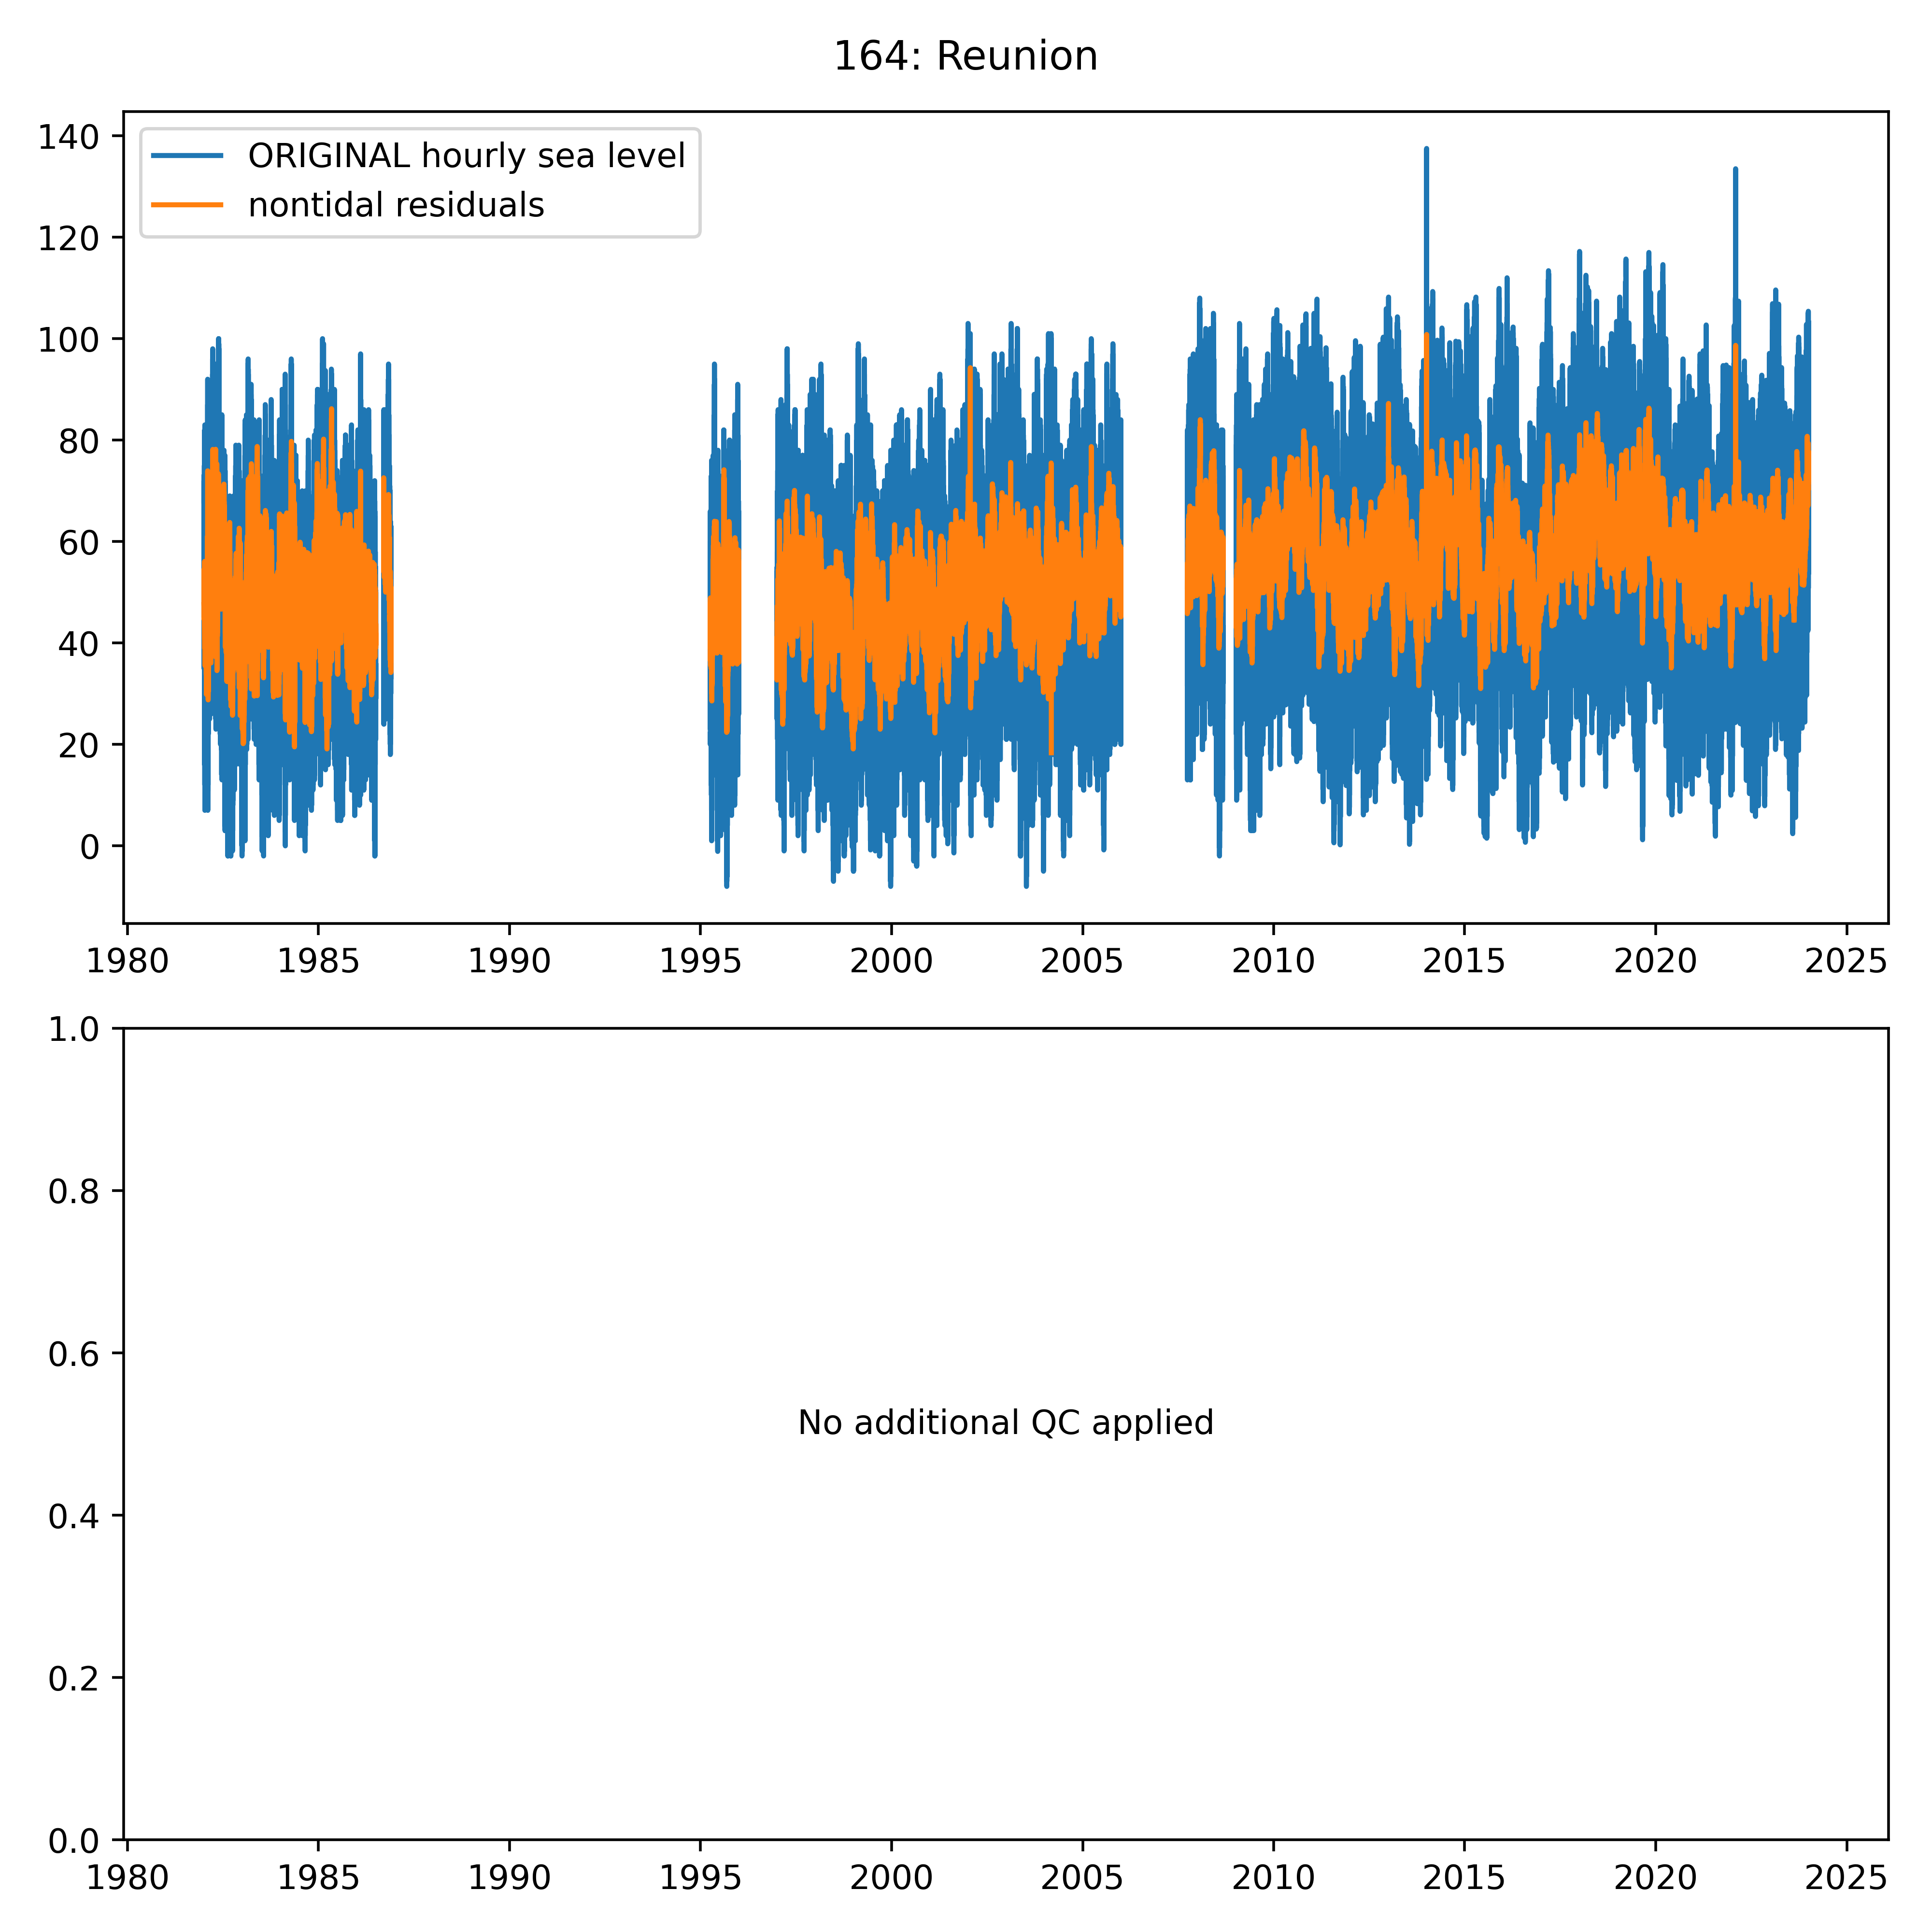 164: Reunion
ORIGINAL hourly sea level
nontidal residuals
140
120
100
80
60
40
20
0
1980 1985 1990 1995 2000 2005 2010 2015 2020 2025
1.0
0.8
0.6
0.4
0.2
0.0
No additional QC applied
1980 1985 1990 1995 2000 2005 2010 2015 2020 2025